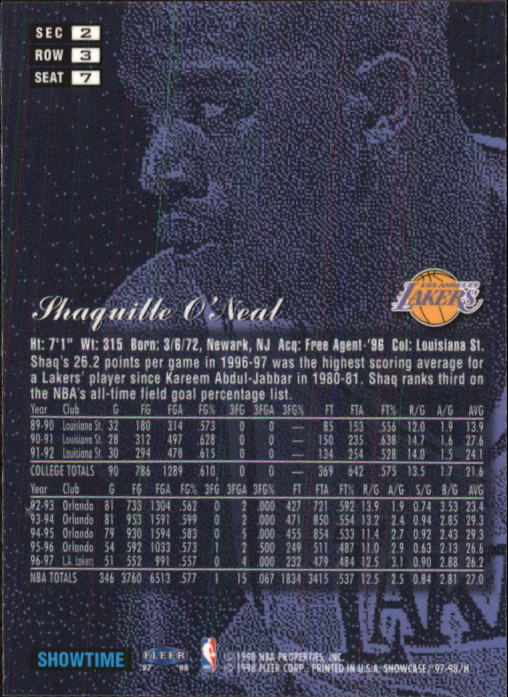 SEC 2
ROW 3
SEAT 7
Shaquille O'Neal
LOS ANGELES
LAKERS
Ht: 7'1" Wt: 315 Born: 3/6/72, Newark, NJ Acq: Free Agent-'96 Col: Louisiana St.
Shaq's 26.2 points per game in 1996-97 was the highest scoring average for
a Lakers' player since Kareem Abdul-Jabbar in 1980-81. Shaq ranks third on
the NBA's all-time field goal percentage list.
Year Club G FG FGA FG% 3FG 3FGA 3FG% FT FTA FT% R/G A/G AVG
89-90 Louisiana St. 32 180 314 .573 0 0 — 85 153 .556 12.0 1.9 13.9
90-91 Louisiana St. 28 312 497 .628 0 0 — 150 235 .638 14.7 1.6 27.6
91-92 Louisiana St. 30 294 478 .615 0 0 — 134 254 .528 14.0 1.5 24.1
COLLEGE TOTALS 90 786 1289 .610 0 0 — 369 642 .575 13.5 1.7 21.6
Year Club G FG FGA FG% 3FG 3FGA 3FG% FT FTA FT% R/G A/G S/G B/G AVG
92-93 Orlando 81 733 1304 .562 0 2 .000 427 721 .592 13.9 1.9 0.74 3.53 23.4
93-94 Orlando 81 953 1591 .599 0 2 .000 471 850 .554 13.2 2.4 0.94 2.85 29.3
94-95 Orlando 79 930 1594 .583 0 5 .000 455 854 .533 11.4 2.7 0.92 2.43 29.3
95-96 Orlando 54 592 1033 .573 1 2 .500 249 511 .487 11.0 2.9 0.63 2.13 26.6
96-97 L.A. Lakers 51 552 991 .557 0 4 .000 232 479 .484 12.5 3.1 0.90 2.88 26.2
NBA TOTALS 346 3760 6513 .577 1 15 .067 1834 3415 .537 12.5 2.5 0.84 2.81 27.0
SHOWTIME FLEER '97 '98 NBA © 1998 NBA PROPERTIES, INC.
© 1998 FLEER CORP. PRINTED IN U.S.A. SHOWCASE/'97-98/H